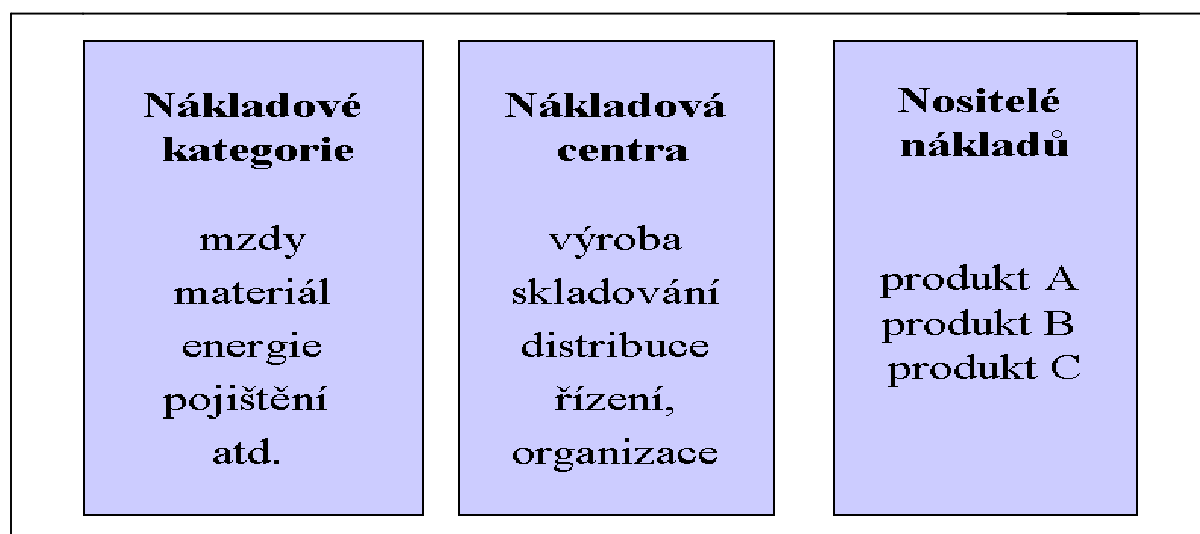 Nákladové
kategorie
mzdy
materiál
energie
pojištění
atd.
Nákladová
centra
výroba
skladování
distribuce
řízení,
organizace
Nositelé
nákladů
produkt A
produkt B
produkt C